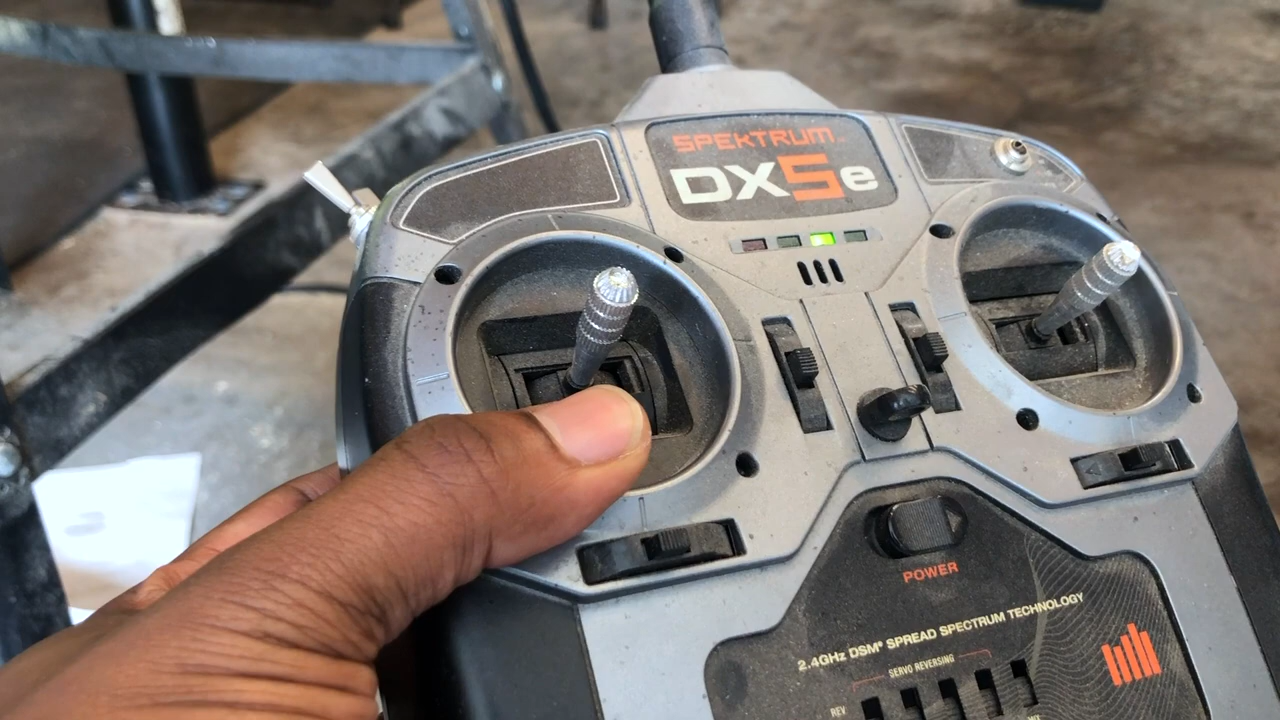 SPEKTRUM
DX5e
POWER
2.4GHz DSM® SPREAD SPECTRUM TECHNOLOGY
SERVO REVERSING
REV